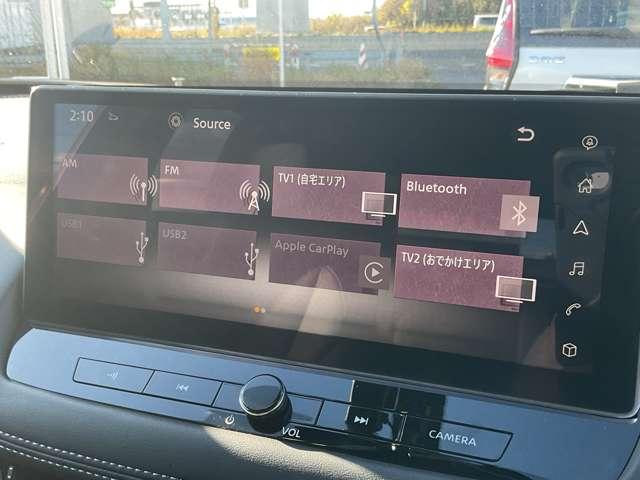 2:10
Source
AM
FM
TV1 (自宅エリア)
Bluetooth
USB1
USB2
Apple CarPlay
TV2 (おでかけエリア)
VOL
CAMERA